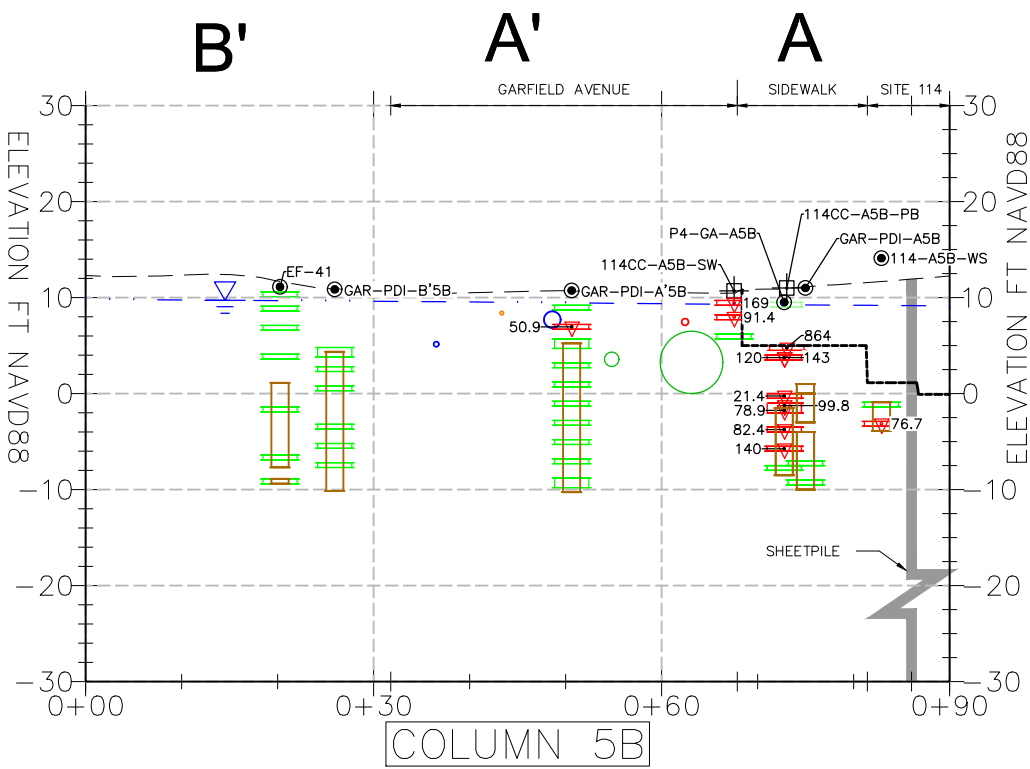 B' A' A
GARFIELD AVENUE SIDEWALK SITE 114
30 30
20 20
10 10
0 0
-10 -10
-20 -20
-30 -30
ELEVATION FT NAVD88
ELEVATION FT NAVD88
114CC-A5B-PB
P4-GA-A5B
GAR-PDI-A5B
114-A5B-WS
114CC-A5B-SW
EF-41
GAR-PDI-B'5B
GAR-PDI-A'5B
169
91.4
50.9
864
120 143
21.4
78.9 99.8
82.4
140
76.7
SHEETPILE
0+00 0+30 0+60 0+90
COLUMN 5B